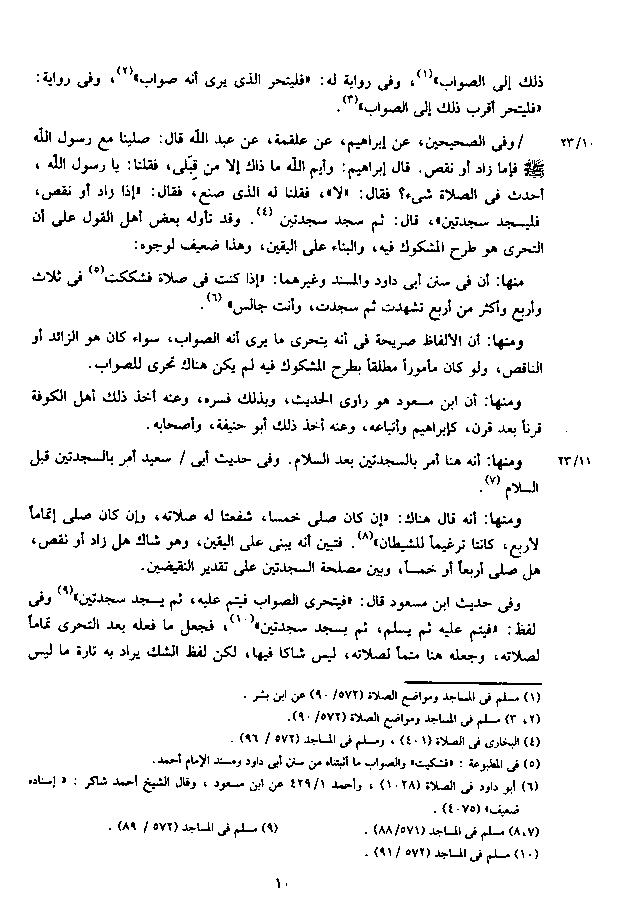 ذلك إلى الصواب»(١)، وفى رواية له: «فليتحر الذى يرى أنه صواب»(٢)، وفى رواية:
«فليتحر أقرب ذلك إلى الصواب»(٣).
٢٣/١٠ / وفى الصحيحين، عن إبراهيم، عن علقمة، عن عبد الله قال: صلينا مع رسول الله
ﷺ فإما زاد أو نقص. قال إبراهيم: وأيم الله ما ذاك إلا من قِبَلى، فقلنا: يا رسول الله ،
أحدث فى الصلاة شىء؟ فقال: «لا»، فقلنا له الذى صنع، فقال: «إذا زاد أو نقص،
فليسجد سجدتين»، قال: ثم سجد سجدتين (٤). وقد تأوله بعض أهل القول على أن
التحرى هو طرح المشكوك فيه، والبناء على اليقين، وهذا ضعيف لوجوه:
منها: أن فى سنن أبى داود والمسند وغيرهما: «إذا كنت فى صلاة فشككت(٥) فى ثلاث
وأربع وأكثر من أربع تشهدت ثم سجدت، وأنت جالس» (٦).
ومنها: أن الألفاظ صريحة فى أنه يتحرى ما يرى أنه الصواب، سواء كان هو الزائد أو
الناقص، ولو كان مأموراً مطلقاً بطرح المشكوك فيه لم يكن هناك تحرى للصواب.
ومنها: أن ابن مسعود هو راوى الحديث، وبذلك فسره، وعنه أخذ ذلك أهل الكوفة
قرناً بعد قرن، كإبراهيم وأتباعه، وعنه أخذ ذلك أبو حنيفة، وأصحابه.
٢٣/١١ ومنها: أنه هنا أمر بالسجدتين بعد السلام. وفى حديث أبى / سعيد أمر بالسجدتين قبل
السلام (٧).
ومنها: أنه قال هناك: «إن كان صلى خمسا، شفعتا له صلاته، وإن كان صلى إتماماً
لأربع، كانتا ترغيماً للشيطان»(٨). فتبين أنه يبنى على اليقين، وهو شاك هل زاد أو نقص،
هل صلى أربعاً أو خمساً، وبين مصلحة السجدتين على تقدير النقيضين.
وفى حديث ابن مسعود قال: «فيتحرى الصواب فيتم عليه، ثم يسجد سجدتين»(٩) وفى
لفظ: «فيتم عليه ثم يسلم، ثم يسجد سجدتين»(١٠)، فجعل ما فعله بعد التحرى تماماً
لصلاته، وجعله هنا متماً لصلاته، ليس شاكا فيها، لكن لفظ الشك يراد به تارة ما ليس
(١) مسلم فى المساجد ومواضع الصلاة (٩٠/٥٧٢) عن ابن بشر .
(٢، ٣) مسلم فى المساجد ومواضع الصلاة (٩٠/٥٧٢).
(٤) البخارى فى الصلاة (٤٠١) ، ومسلم فى المساجد (٥٧٢ / ٩٦) .
(٥) فى المطبوعة : «فشكيت» والصواب ما أثبتناه من سنن أبى داود ومسند الإمام أحمد.
(٦) أبو داود فى الصلاة (١٠٢٨) ، وأحمد ٤٢٩/١ عن ابن مسعود ، وقال الشيخ أحمد شاكر : « إسناده
ضعيف» (٤٠٧٥) .
(٧،٨) مسلم فى المساجد (٨٨/٥٧١) . (٩) مسلم فى المساجد (٥٧٢ / ٨٩) .
(١٠) مسلم فى المساجد (٩١/٥٧٢) .
١٠